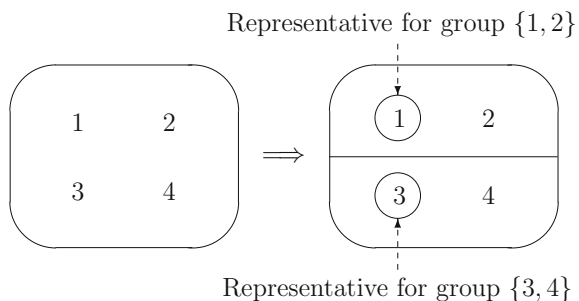 Representative for group {1, 2}
1 2 1 2
⟹
3 4 3 4
Representative for group {3, 4}